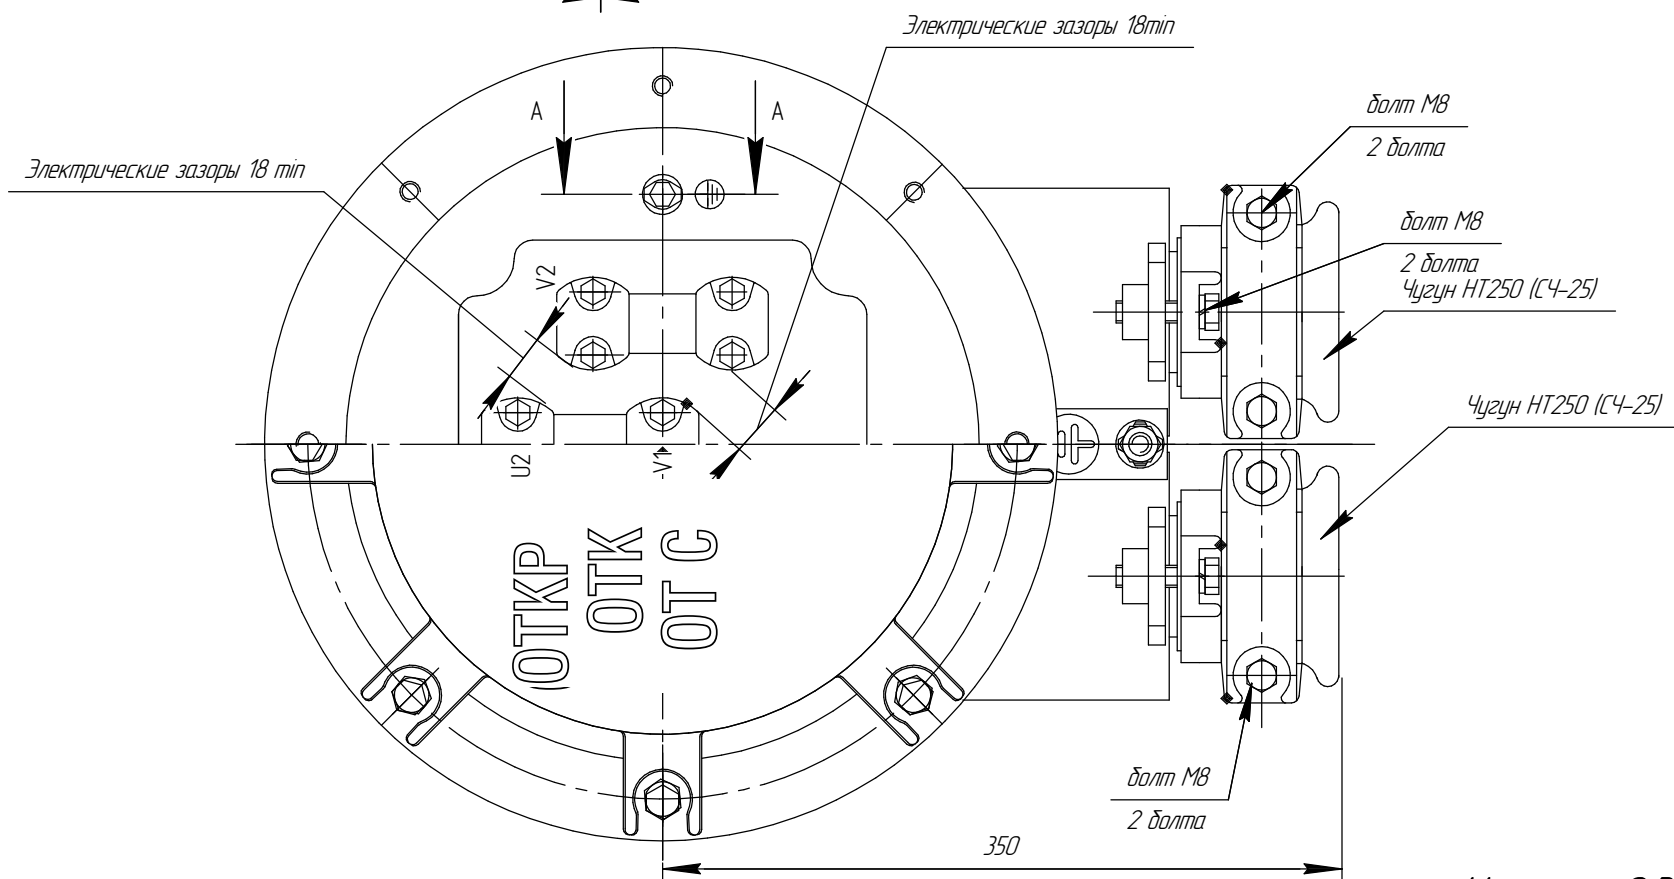 Электрические зазоры 18min
А
А
болт М8
2 болта
Электрические зазоры 18 min
болт М8
2 болта
Чугун НТ250 (СЧ-25)
V2
Чугун НТ250 (СЧ-25)
U2
V1
ОТКР
ОТК
ОТ С
болт М8
2 болта
350